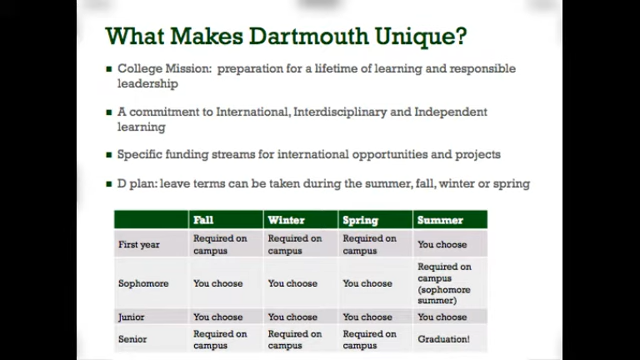 What Makes Dartmouth Unique?
College Mission: preparation for a lifetime of learning and responsible
leadership
A commitment to International, Interdisciplinary and Independent
learning
Specific funding streams for international opportunities and projects
D plan: leave terms can be taken during the summer, fall, winter or spring
Fall Winter Spring Summer
First year Required on campus Required on campus Required on campus You choose
Sophomore You choose You choose You choose Required on campus (sophomore summer)
Junior You choose You choose You choose You choose
Senior Required on campus Required on campus Required on campus Graduation!